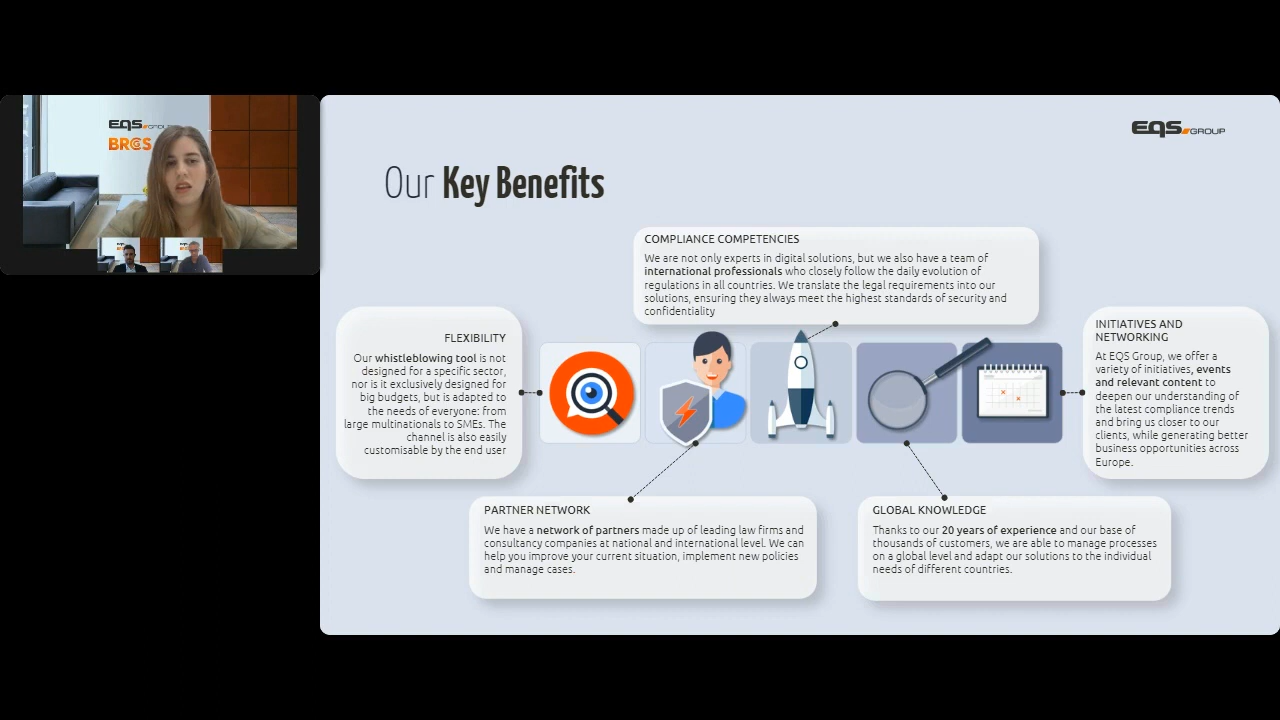 EQS GROUP
BRCS
EQS GROUP
Our Key Benefits
COMPLIANCE COMPETENCIES
We are not only experts in digital solutions, but we also have a team of
international professionals who closely follow the daily evolution of
regulations in all countries. We translate the legal requirements into our
solutions, ensuring they always meet the highest standards of security and
confidentiality
FLEXIBILITY
Our whistleblowing tool is not
designed for a specific sector,
nor is it exclusively designed for
big budgets, but is adapted to
the needs of everyone: from
large multinationals to SMEs. The
channel is also easily
customisable by the end user
INITIATIVES AND
NETWORKING
At EQS Group, we offer a
variety of initiatives, events
and relevant content to
deepen our understanding of
the latest compliance trends
and bring us closer to our
clients, while generating better
business opportunities across
Europe.
PARTNER NETWORK
We have a network of partners made up of leading law firms and
consultancy companies at national and international level. We can
help you improve your current situation, implement new policies
and manage cases.
GLOBAL KNOWLEDGE
Thanks to our 20 years of experience and our base of
thousands of customers, we are able to manage processes
on a global level and adapt our solutions to the individual
needs of different countries.